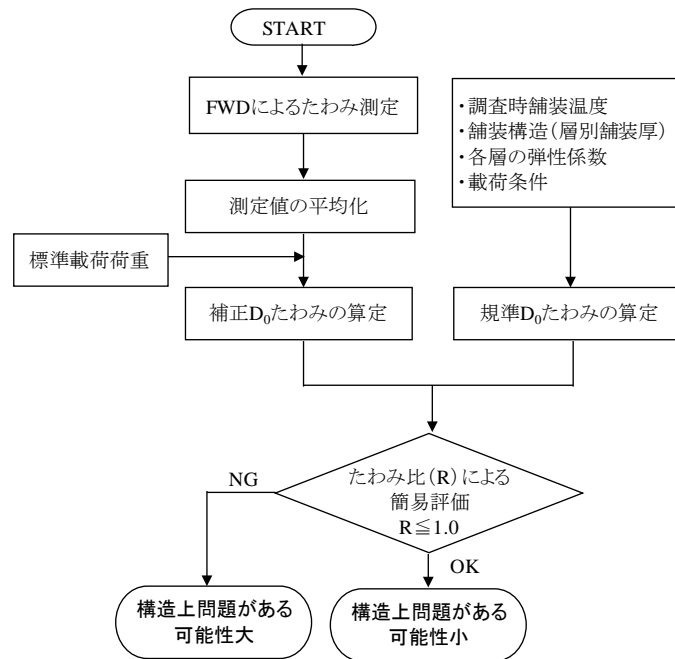 START
FWDによるたわみ測定
測定値の平均化
標準載荷荷重
補正D₀たわみの算定
・調査時舗装温度
・舗装構造(層別舗装厚)
・各層の弾性係数
・載荷条件
規準D₀たわみの算定
たわみ比(R)による
簡易評価
R≦1.0
NG
OK
構造上問題がある
可能性大
構造上問題がある
可能性小